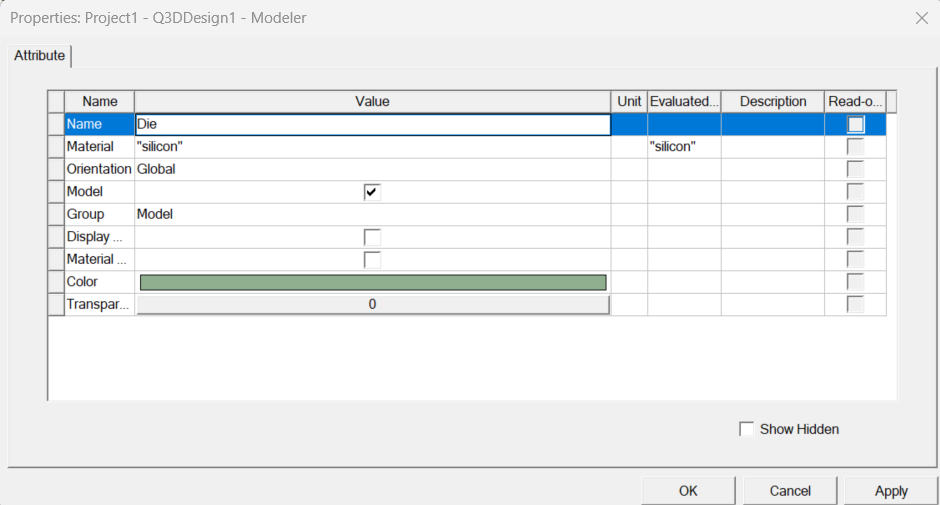 Properties: Project1 - Q3DDesign1 - Modeler
Attribute
Name Value Unit Evaluated... Description Read-o...
Name Die
Material "silicon" "silicon"
Orientation Global
Model
Group Model
Display ...
Material ...
Color
Transpar... 0
Show Hidden
OK Cancel Apply